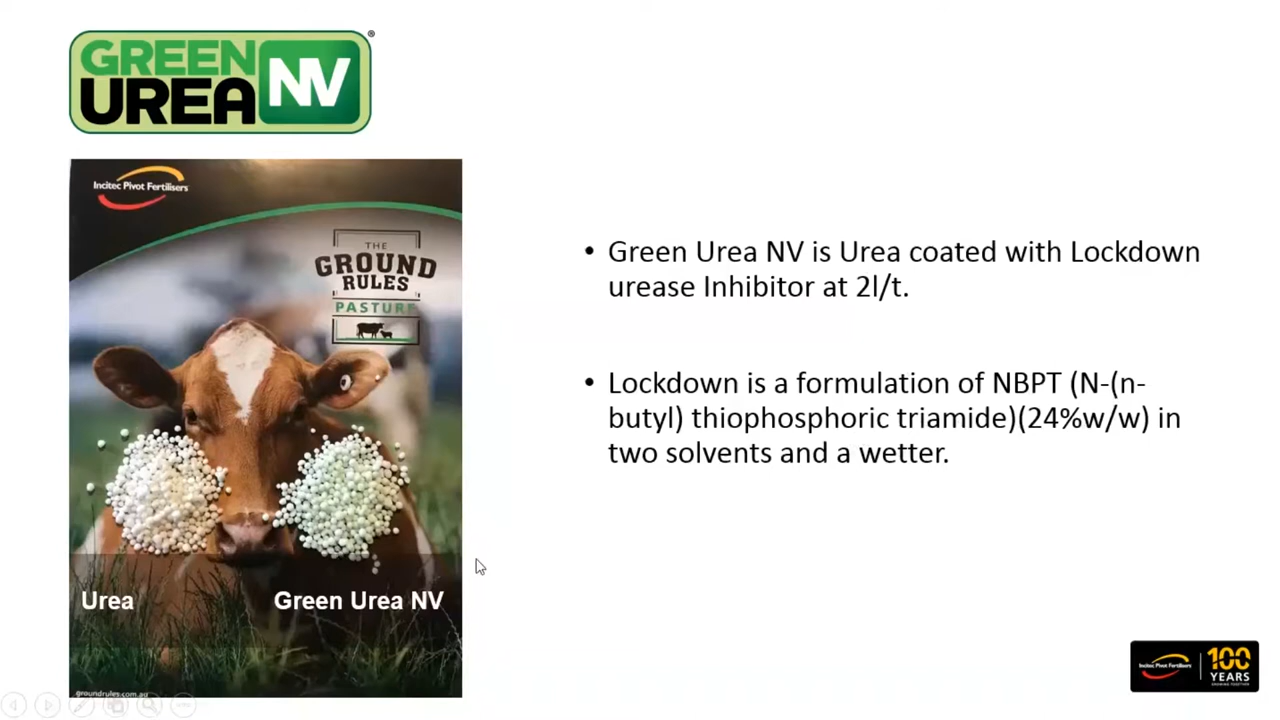 GREEN
UREA NV
®
Incitec Pivot Fertilisers
THE
GROUND
RULES
PASTURE
Urea
Green Urea NV
groundrules.com.au
• Green Urea NV is Urea coated with Lockdown
urease Inhibitor at 2l/t.
• Lockdown is a formulation of NBPT (N-(n-
butyl) thiophosphoric triamide)(24%w/w) in
two solvents and a wetter.
Incitec Pivot Fertilisers
100
YEARS